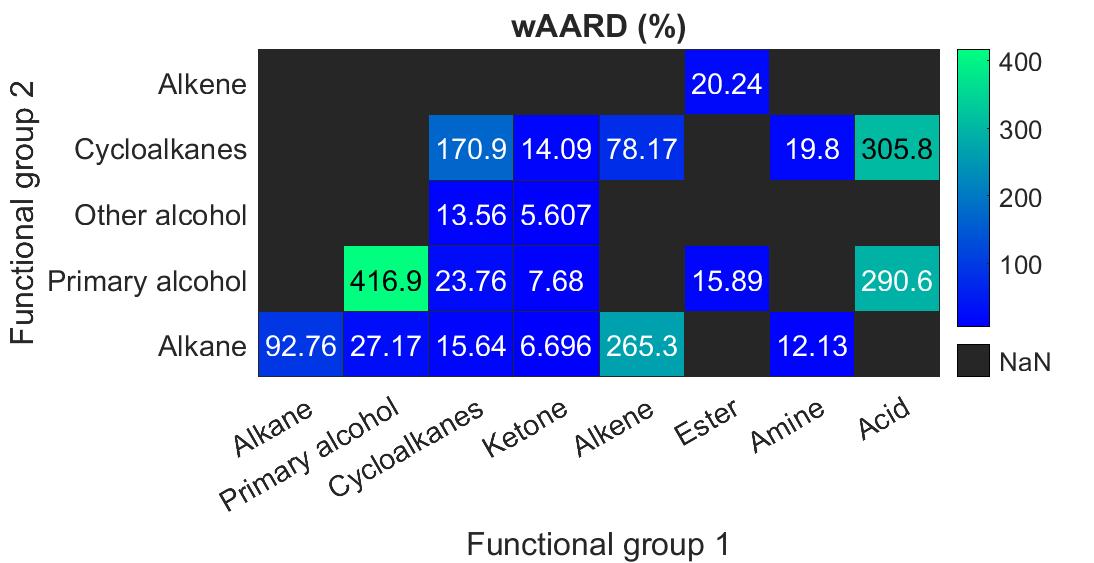 wAARD (%)
Functional group 2
Alkene
20.24
Cycloalkanes
170.9 14.09 78.17 19.8 305.8
Other alcohol
13.56 5.607
Primary alcohol
416.9 23.76 7.68 15.89 290.6
Alkane
92.76 27.17 15.64 6.696 265.3 12.13
Alkane
Primary alcohol
Cycloalkanes
Ketone
Alkene
Ester
Amine
Acid
Functional group 1
400
300
200
100
NaN